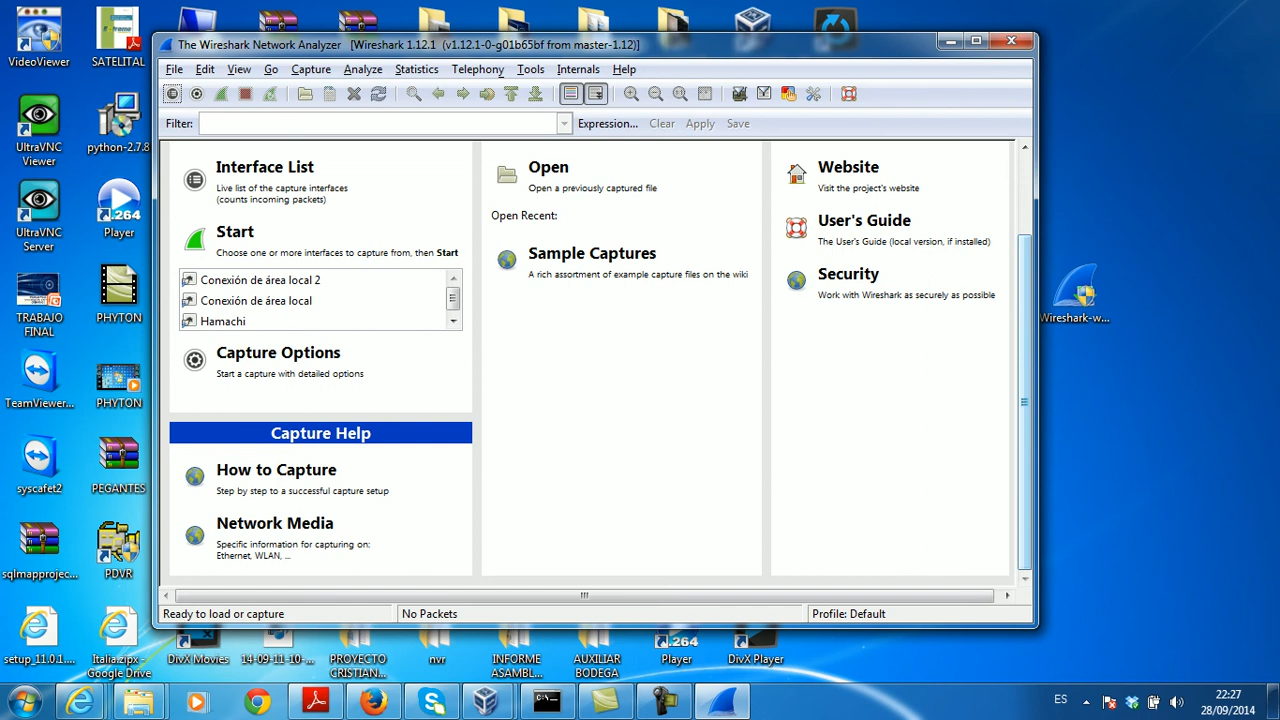 The Wireshark Network Analyzer [Wireshark 1.12.1 (v1.12.1-0-g01b65bf from master-1.12)]
File Edit View Go Capture Analyze Statistics Telephony Tools Internals Help
Filter: Expression... Clear Apply Save
Interface List
Live list of the capture interfaces
(counts incoming packets)
Start
Choose one or more interfaces to capture from, then Start
Conexión de área local 2
Conexión de área local
Hamachi
Capture Options
Start a capture with detailed options
Capture Help
How to Capture
Step by step to a successful capture setup
Network Media
Specific information for capturing on:
Ethernet, WLAN, ...
Open
Open a previously captured file
Open Recent:
Sample Captures
A rich assortment of example capture files on the wiki
Website
Visit the project's website
User's Guide
The User's Guide (local version, if installed)
Security
Work with Wireshark as securely as possible
Ready to load or capture
No Packets
Profile: Default
VideoViewer
SATELITAL
UltraVNC
Viewer
python-2.7.8
UltraVNC
Server
.264
Player
TRABAJO
FINAL
PHYTON
TeamViewer...
PHYTON
syscafet2
PEGANTES
sqlmapprojec...
PDVR
setup_11.0.1....
Italia.zipx -
Google Drive
DivX Movies
14-09-11-10-...
PROYECTO
CRISTIAN...
nvr
INFORME
ASAMBL...
AUXILIAR
BODEGA
.264
Player
DivX Player
Wireshark-w...
ES
22:27
28/09/2014